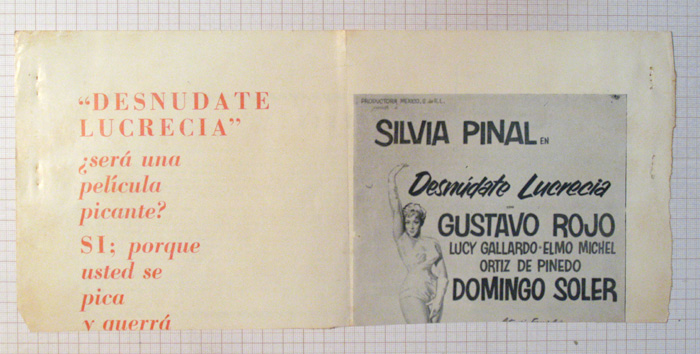 “DESNUDATE
LUCRECIA”
¿será una
película
picante?
SI; porque
usted se
pica
y querrá
SILVIA PINAL EN
Desnúdate Lucrecia
GUSTAVO ROJO
LUCY GALLARDO-ELMO MICHEL
ORTIZ DE PINEDO
DOMINGO SOLER